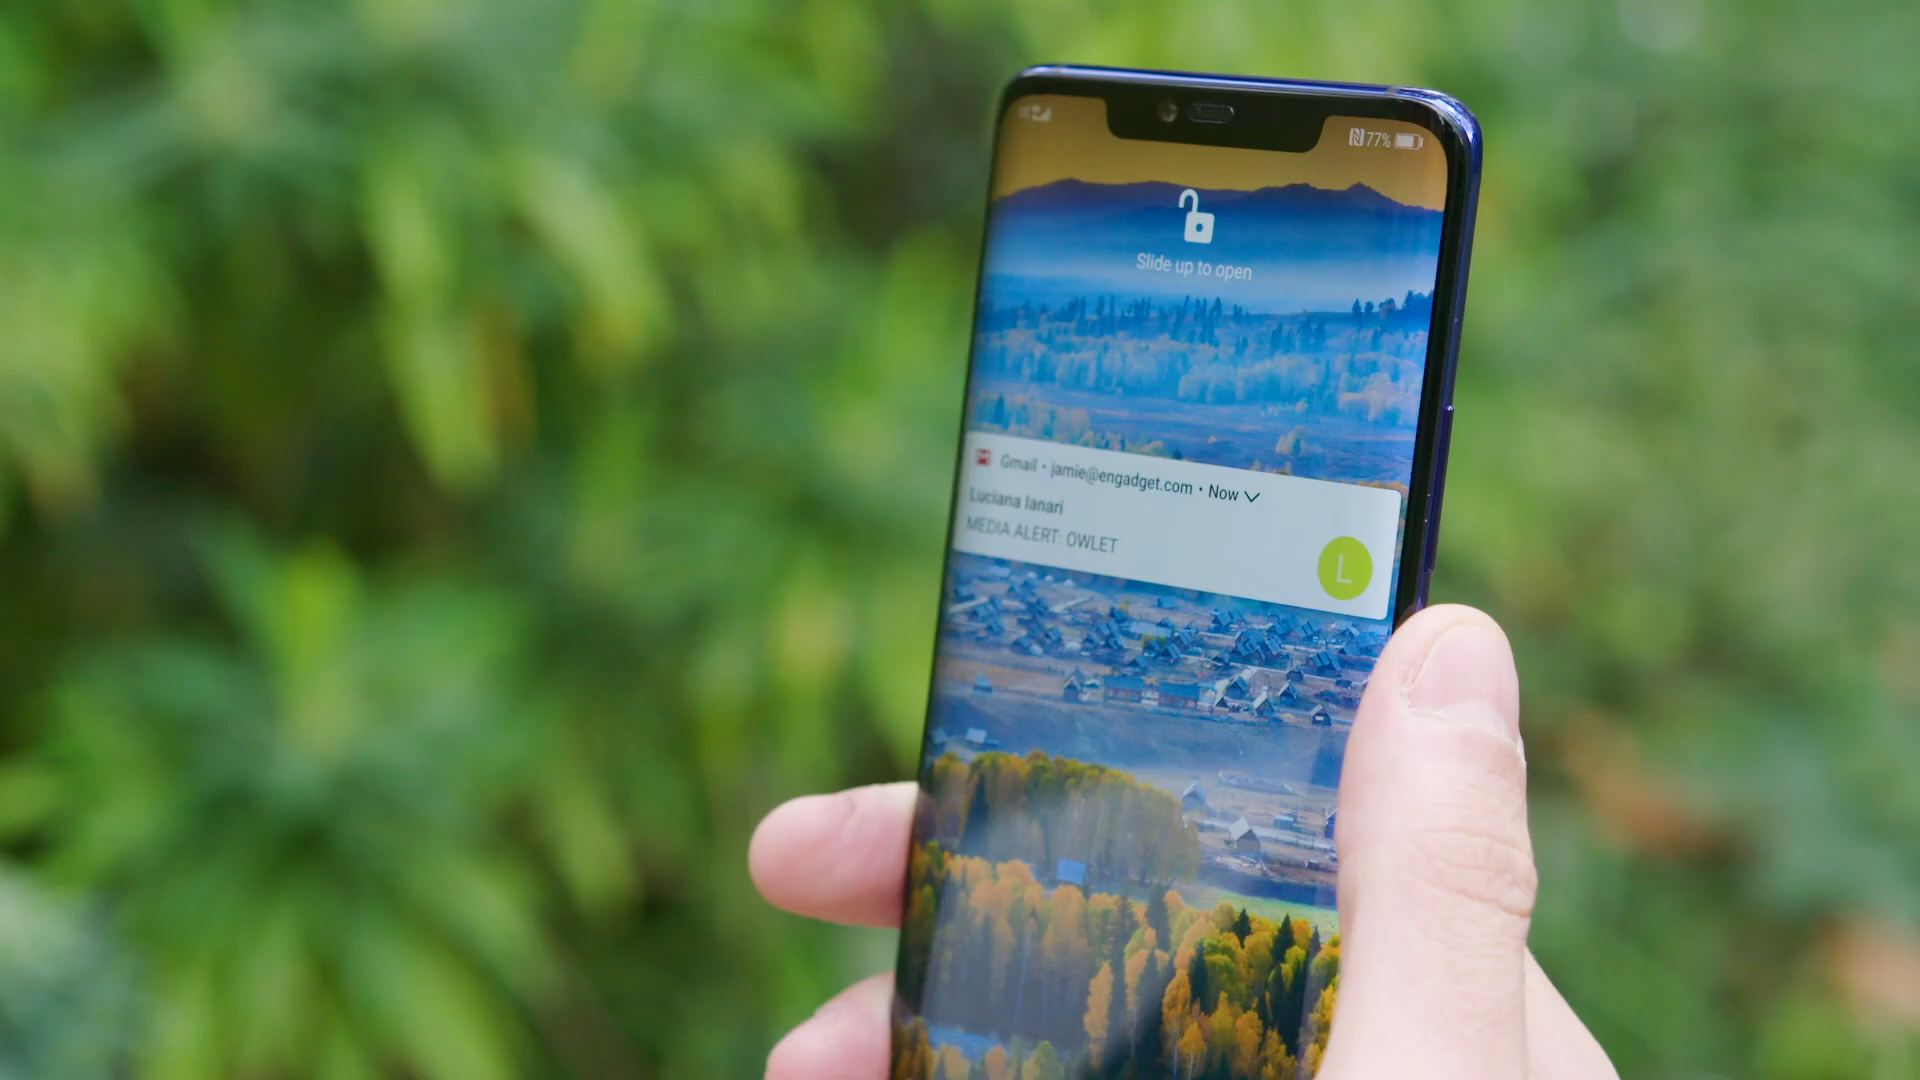 77%
Slide up to open
Gmail • jamie@engadget.com • Now
Luciana Ianari
MEDIA ALERT: OWLET
L